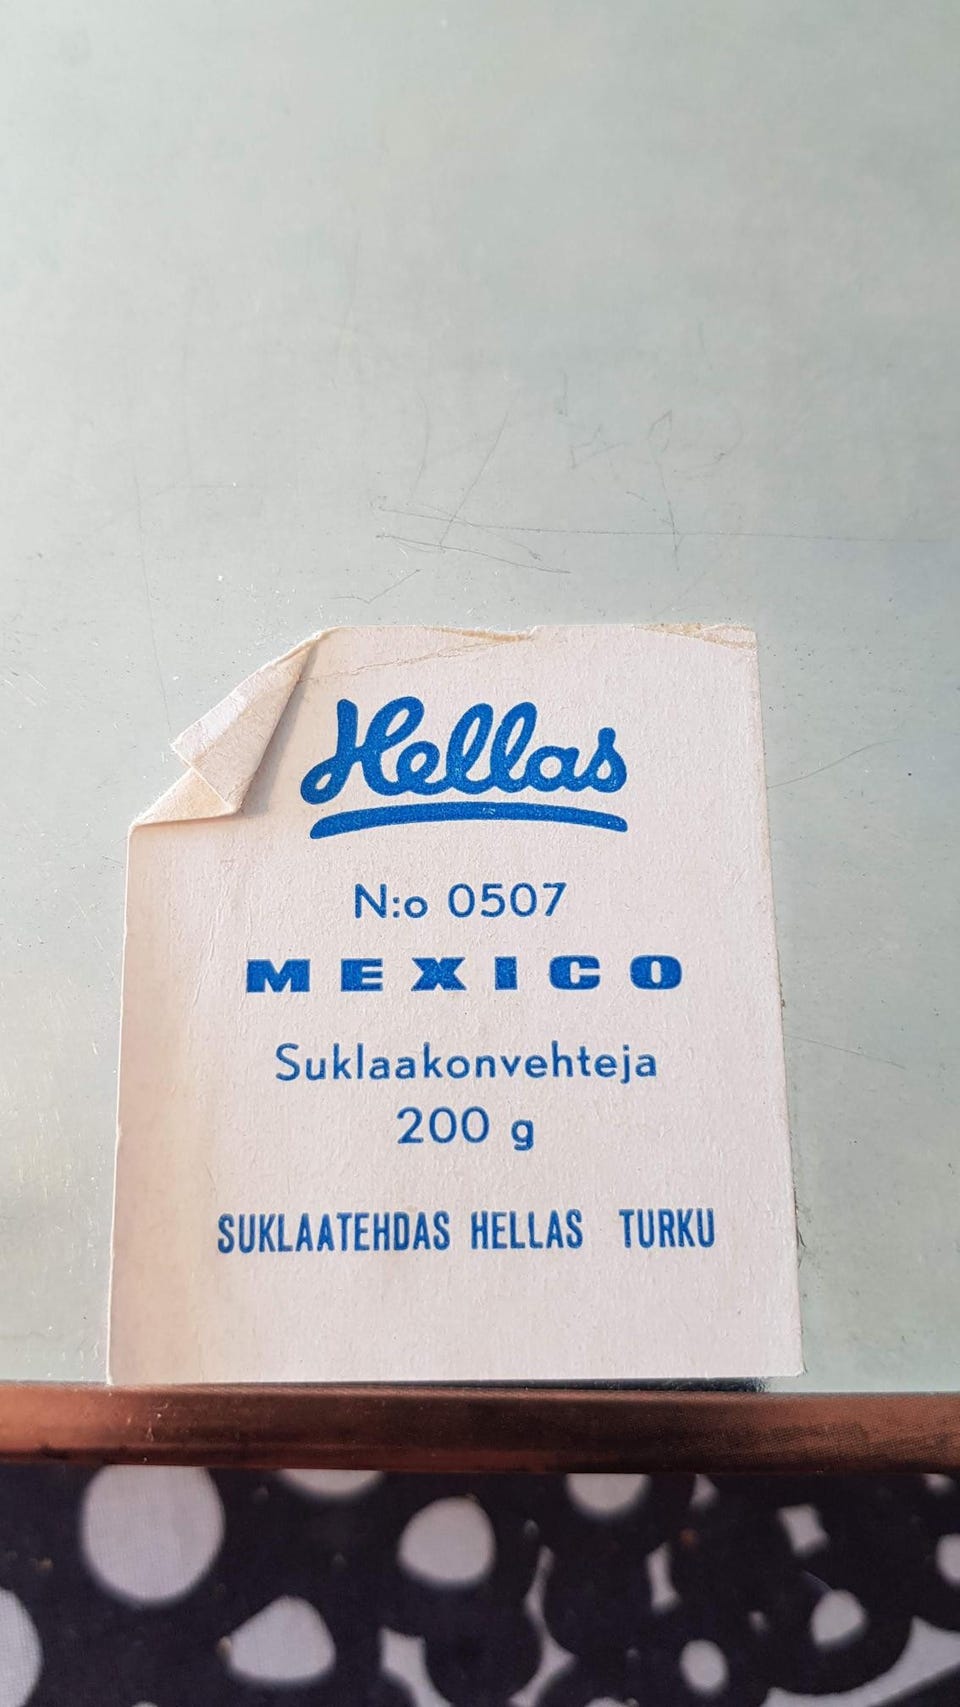 Hellas
N:o 0507
MEXICO
Suklaakonvehteja
200 g
SUKLAATEHDAS HELLAS TURKU